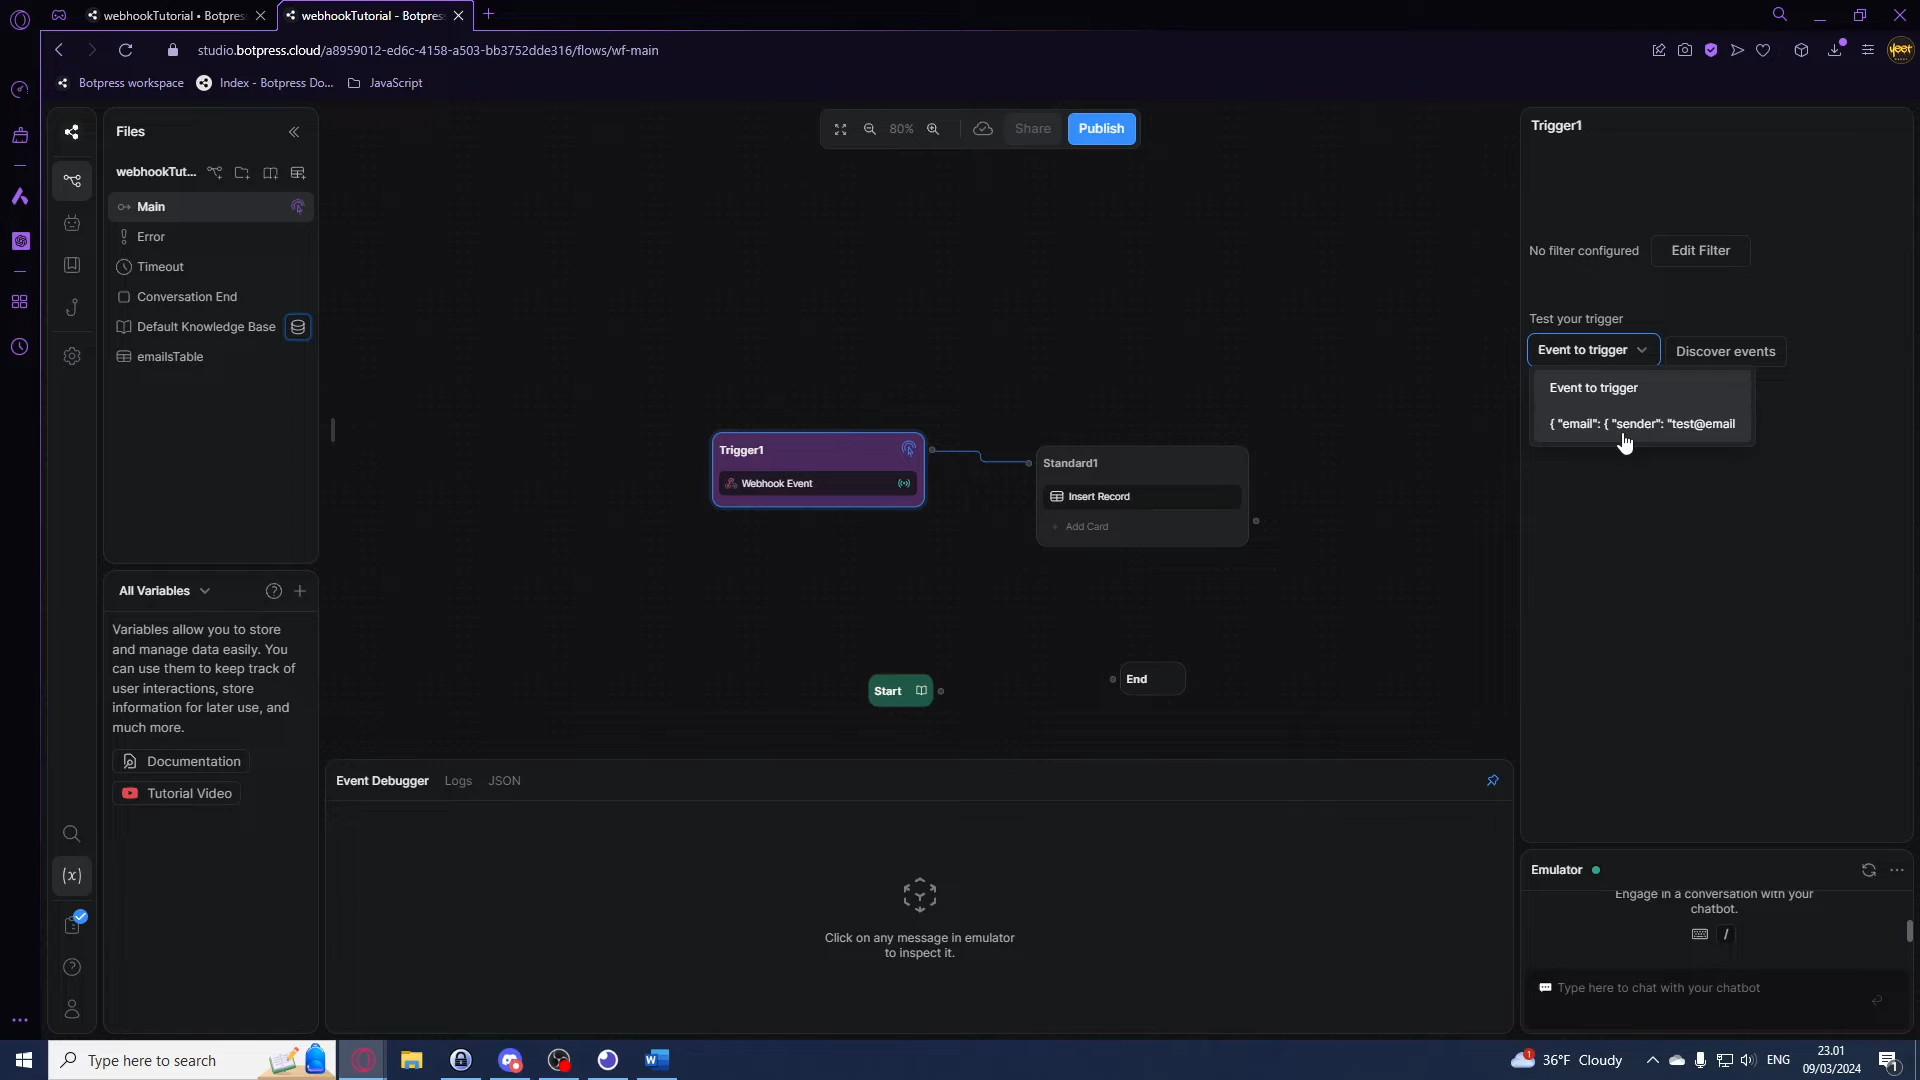 webhookTutorial • Botpres
webhookTutorial - Botpres
studio.botpress.cloud/a8959012-ed6c-4158-a503-bb3752dde316/flows/wf-main
yeet
Botpress workspace
Index - Botpress Do...
JavaScript
Files
webhookTut...
Main
Error
Timeout
Conversation End
Default Knowledge Base
emailsTable
80%
Share
Publish
Trigger1
No filter configured
Edit Filter
Test your trigger
Event to trigger
Discover events
Event to trigger
{ "email": { "sender": "test@email
Trigger1
Webhook Event
Standard1
Insert Record
+ Add Card
Start
End
All Variables
Variables allow you to store
and manage data easily. You
can use them to keep track of
user interactions, store
information for later use, and
much more.
Documentation
Tutorial Video
Event Debugger
Logs
JSON
Click on any message in emulator
to inspect it.
Emulator
Engage in a conversation with your
chatbot.
/
Type here to chat with your chatbot
{x}
Type here to search
36°F Cloudy
ENG
23.01
09/03/2024
1
1